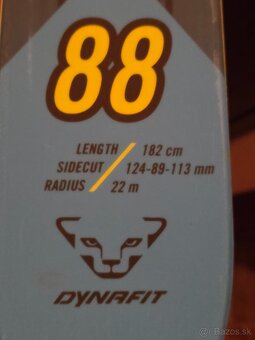 88
LENGTH / 182 cm
SIDECUT / 124-89-113 mm
RADIUS / 22 m
DYNAFIT
© Bazos.sk